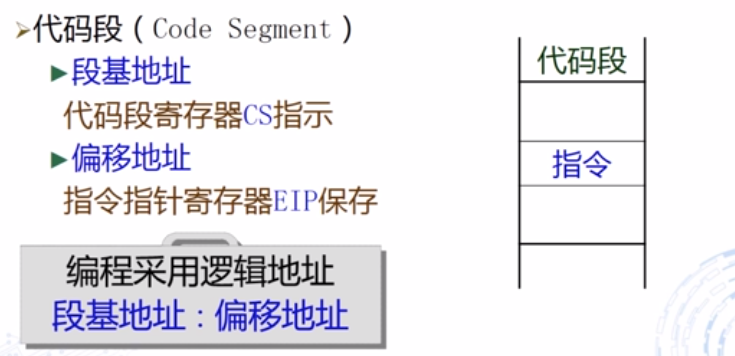 ➢代码段（Code Segment）
►段基地址
代码段寄存器CS指示
►偏移地址
指令指针寄存器EIP保存
编程采用逻辑地址
段基地址：偏移地址
代码段
指令